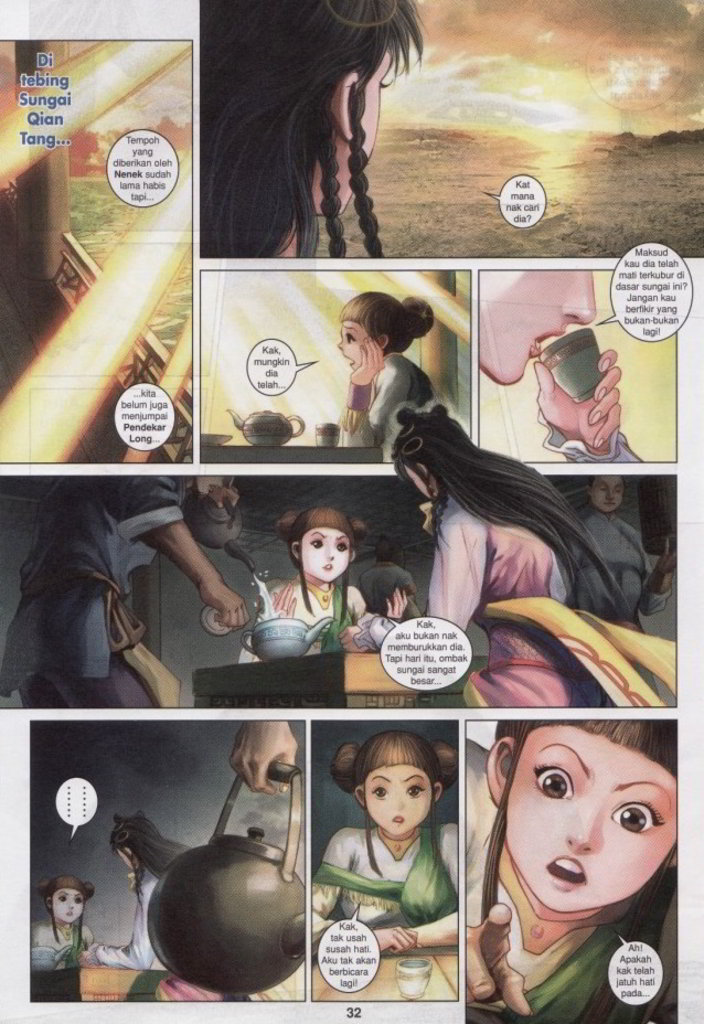 Di
tebing
Sungai
Qian
Tang...
Tempoh
yang
diberikan oleh
Nenek sudah
lama habis
tapi...
...kita
belum juga
menjumpai
Pendekar
Long...
Kat
mana
nak cari
dia?
Kak,
mungkin
dia
telah...
Maksud
kau dia telah
mati terkubur di
dasar sungai ini?
Jangan kau
berfikir yang
bukan-bukan
lagi!
Kak,
aku bukan nak
memburukkan dia.
Tapi hari itu, ombak
sungai sangat
besar...
Kak,
tak usah
susah hati.
Aku tak akan
berbicara
lagi!
Ah!
Apakah
kak telah
jatuh hati
pada...
32